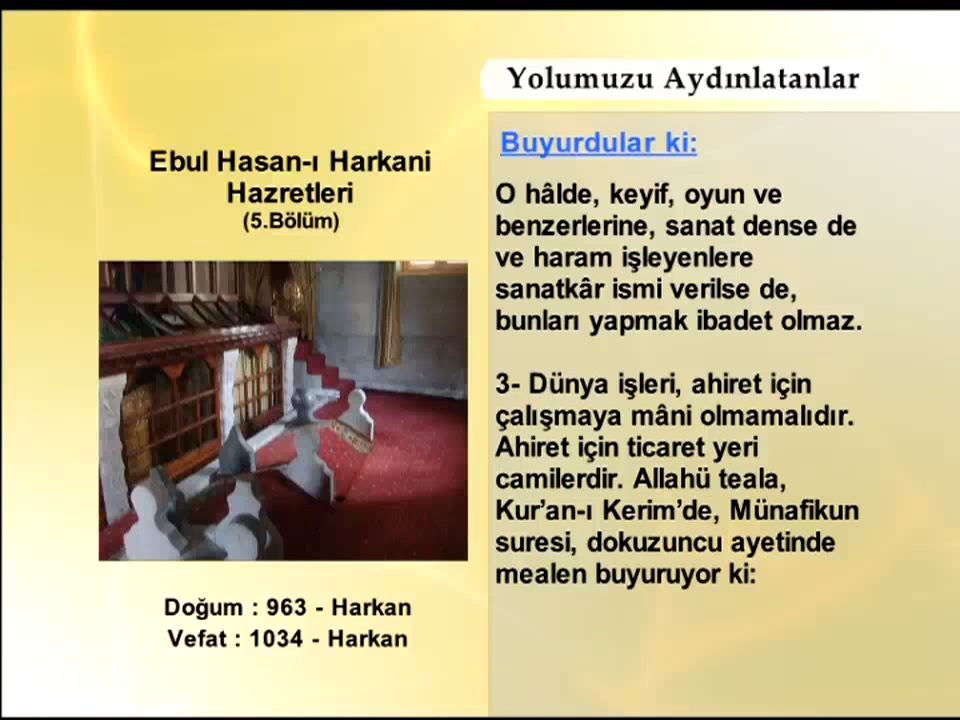 Yolumuzu Aydınlatanlar
Ebul Hasan-ı Harkani
Hazretleri
(5.Bölüm)
Doğum : 963 - Harkan
Vefat : 1034 - Harkan
Buyurdular ki:
O hâlde, keyif, oyun ve
benzerlerine, sanat dense de
ve haram işleyenlere
sanatkâr ismi verilse de,
bunları yapmak ibadet olmaz.
3- Dünya işleri, ahiret için
çalışmaya mâni olmamalıdır.
Ahiret için ticaret yeri
camilerdir. Allahü teala,
Kur’an-ı Kerim’de, Münafikun
suresi, dokuzuncu ayetinde
mealen buyuruyor ki: